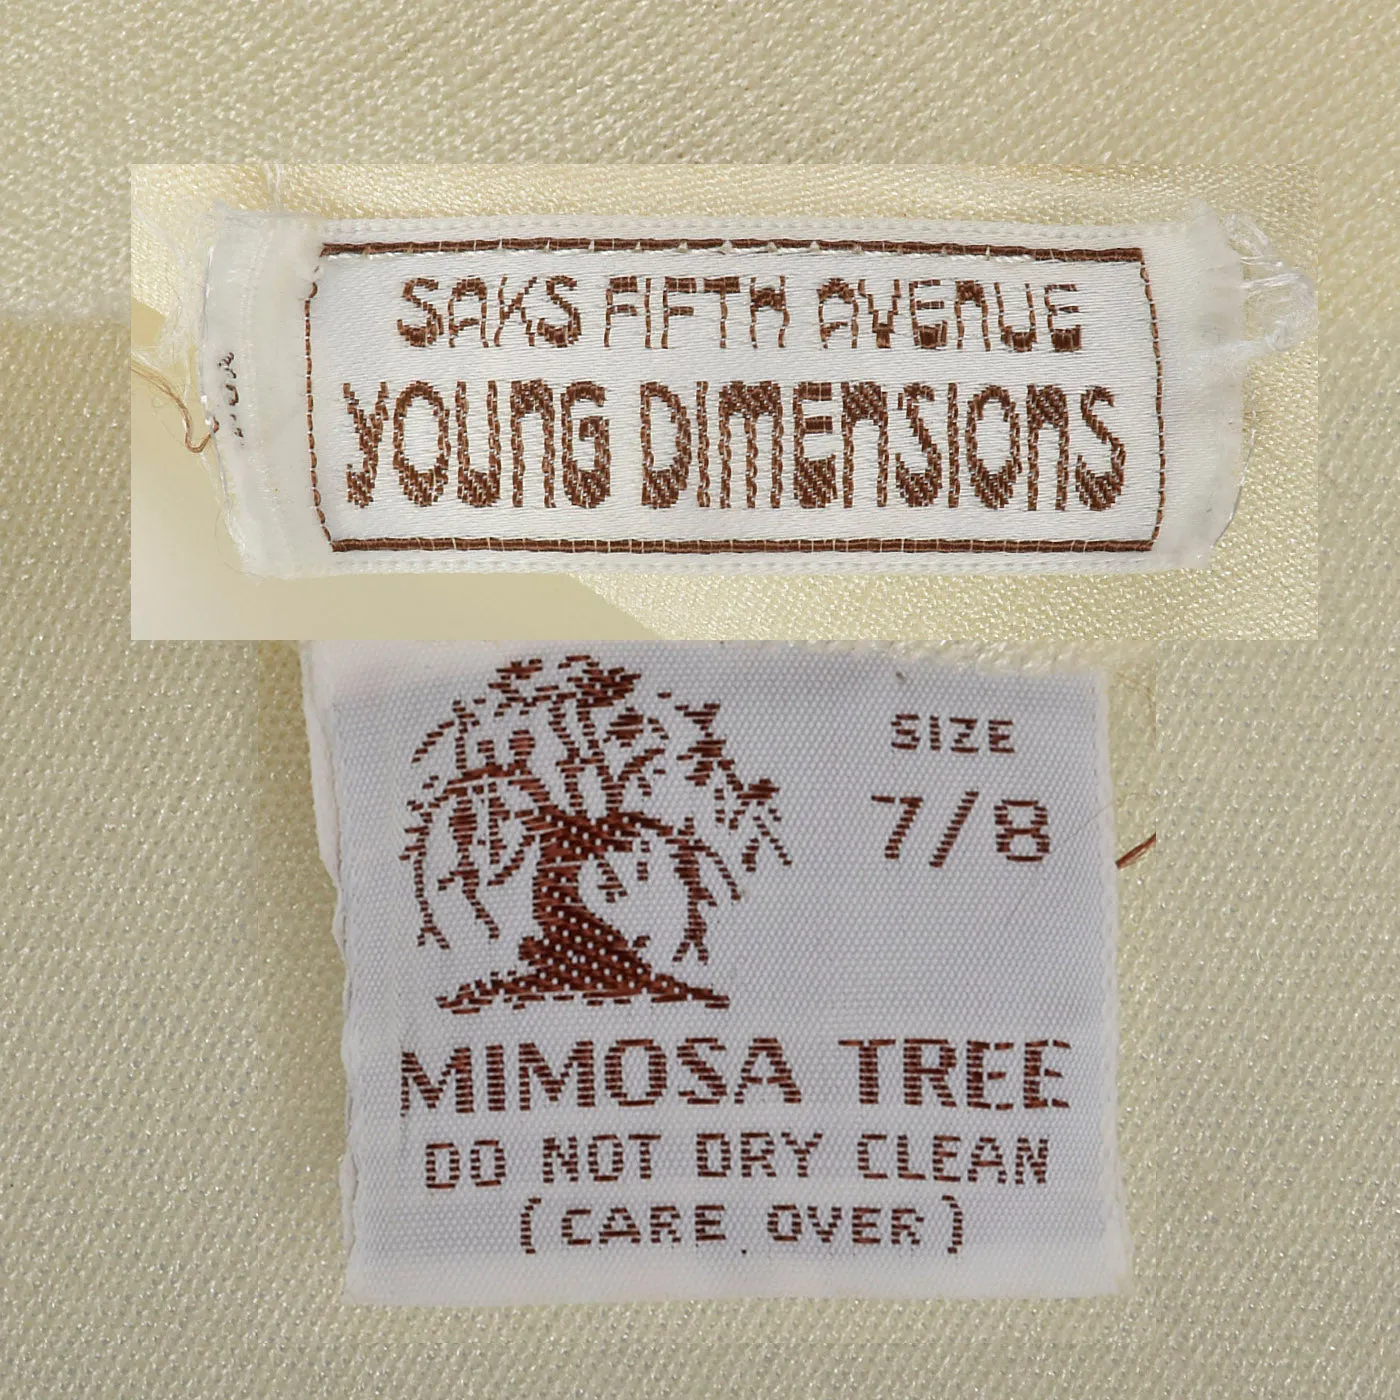 SAKS FIFTH AVENUE
YOUNG DIMENSIONS
SIZE
7/8
MIMOSA TREE
DO NOT DRY CLEAN
(CARE OVER)